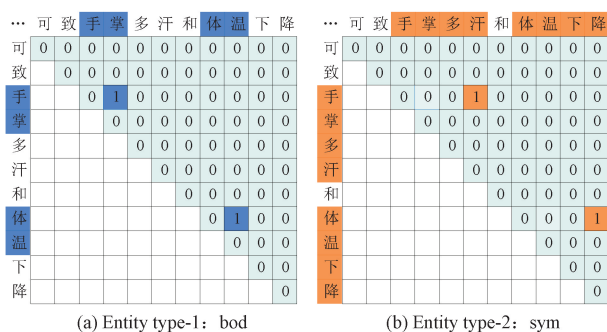 … 可 致 手 掌 多 汗 和 体 温 下 降 … 可 致 手 掌 多 汗 和 体 温 下 降
可 0 0 0 0 0 0 0 0 0 0 0 可 0 0 0 0 0 0 0 0 0 0 0
致 0 0 0 0 0 0 0 0 0 0 致 0 0 0 0 0 0 0 0 0 0
手 0 1 0 0 0 0 0 0 0 手 0 0 0 1 0 0 0 0 0
掌 0 0 0 0 0 0 0 0 掌 0 0 0 0 0 0 0 0
多 0 0 0 0 0 0 0 多 0 0 0 0 0 0 0
汗 0 0 0 0 0 0 汗 0 0 0 0 0 0
和 0 0 0 0 0 和 0 0 0 0 0
体 0 1 0 0 体 0 0 0 1
温 0 0 0 温 0 0 0
下 0 0 下 0 0
降 0 降 0
(a) Entity type-1: bod (b) Entity type-2: sym